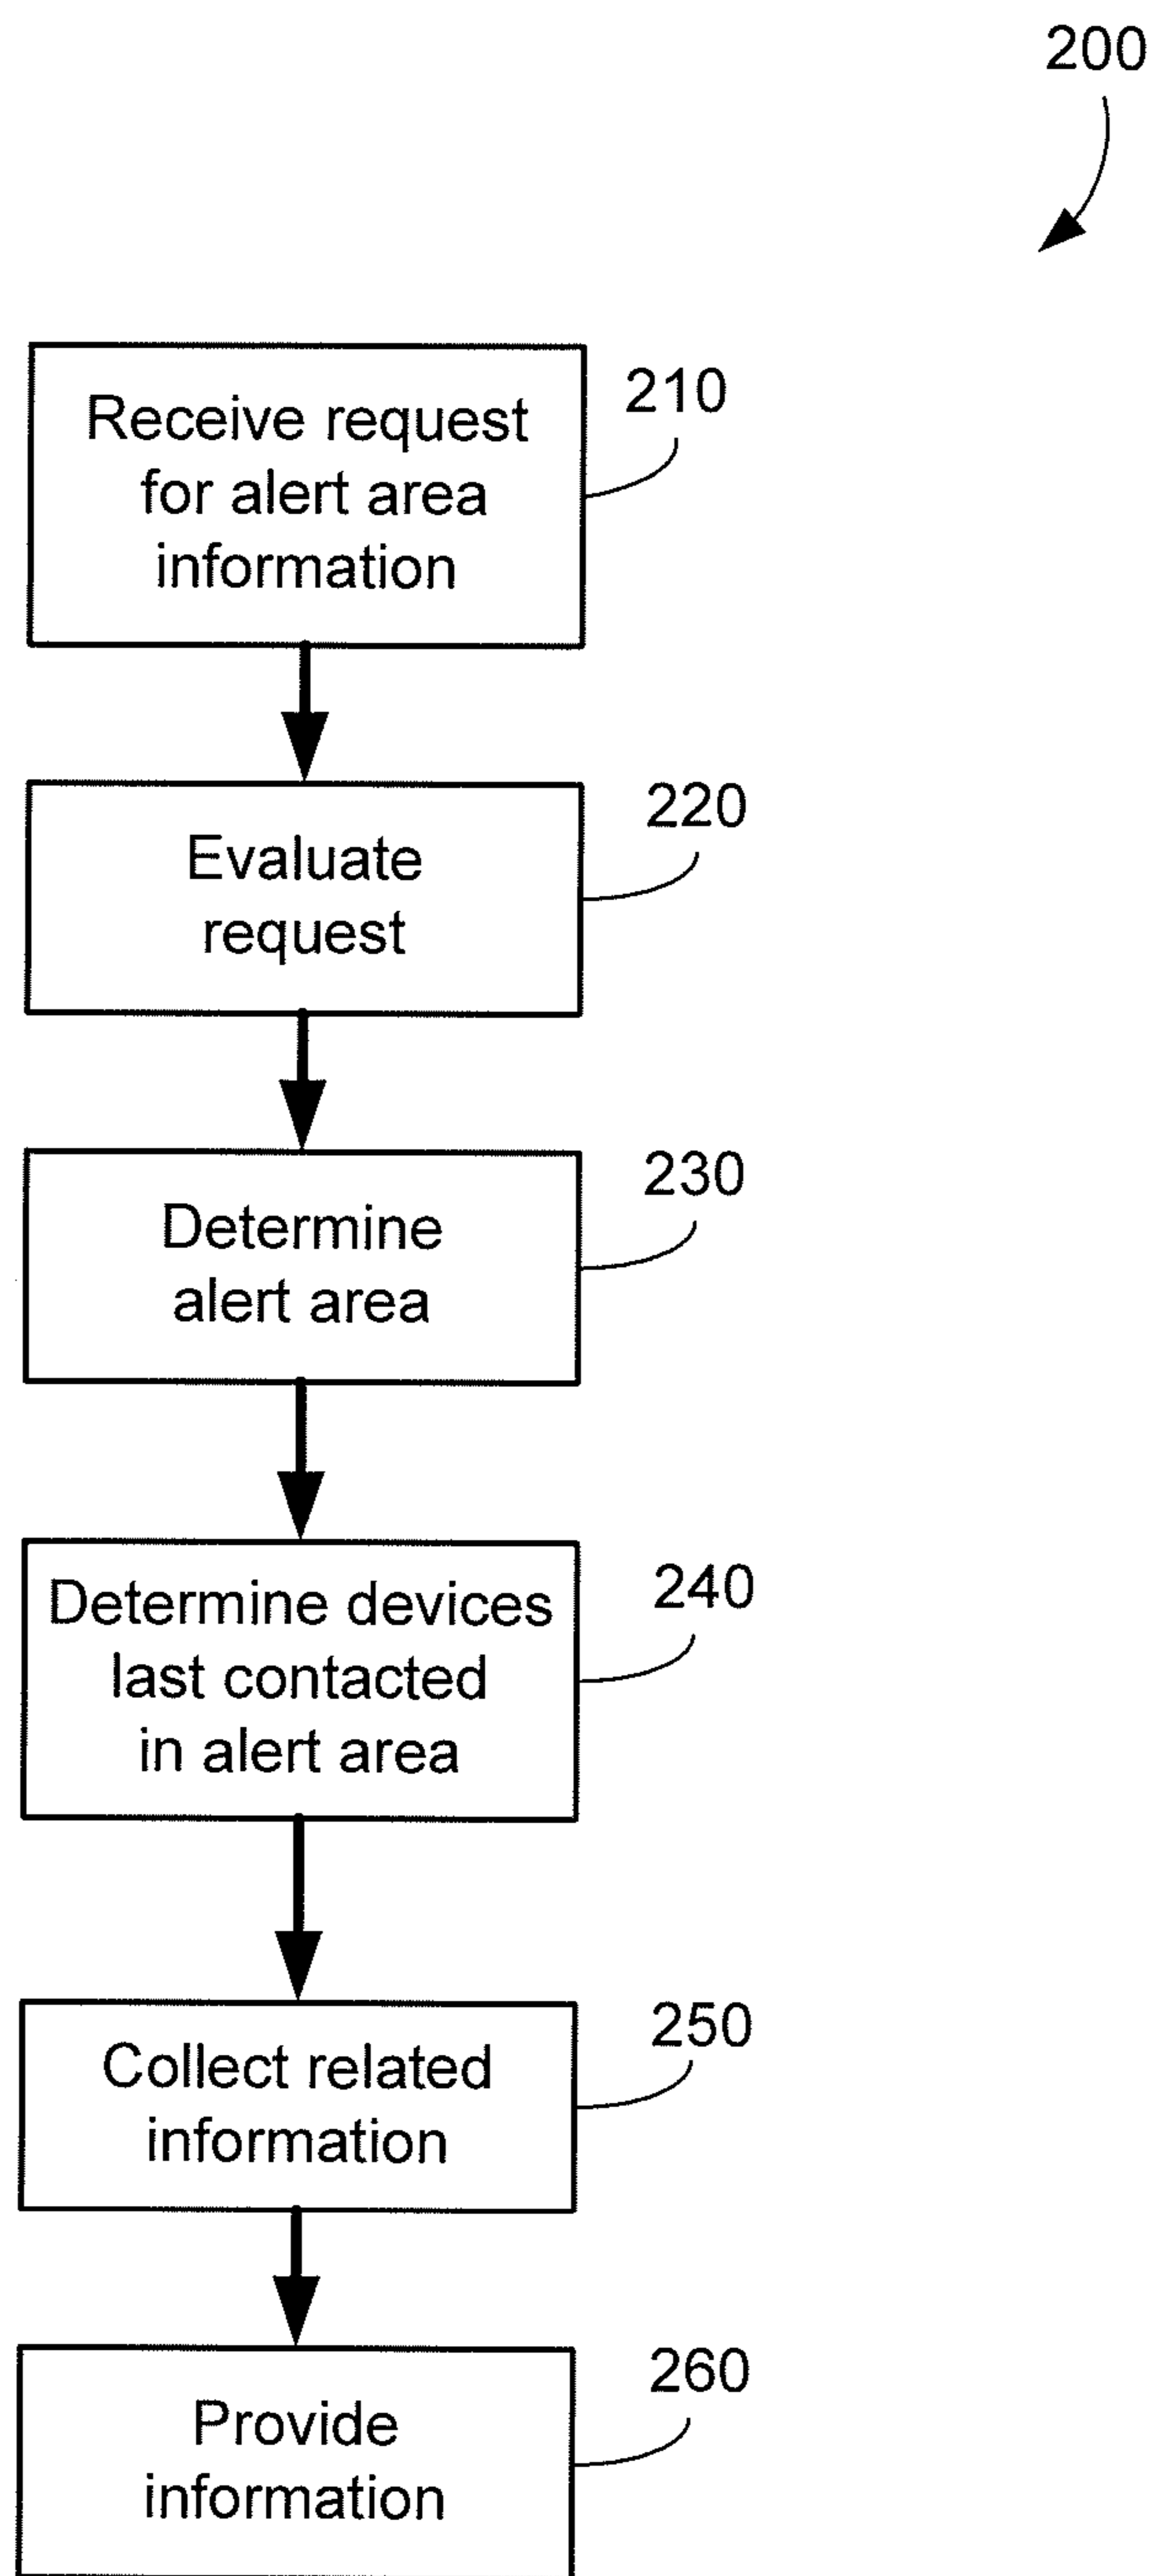 200
Receive request
for alert area
information
210
Evaluate
request
220
Determine
alert area
230
Determine devices
last contacted
in alert area
240
Collect related
information
250
Provide
information
260